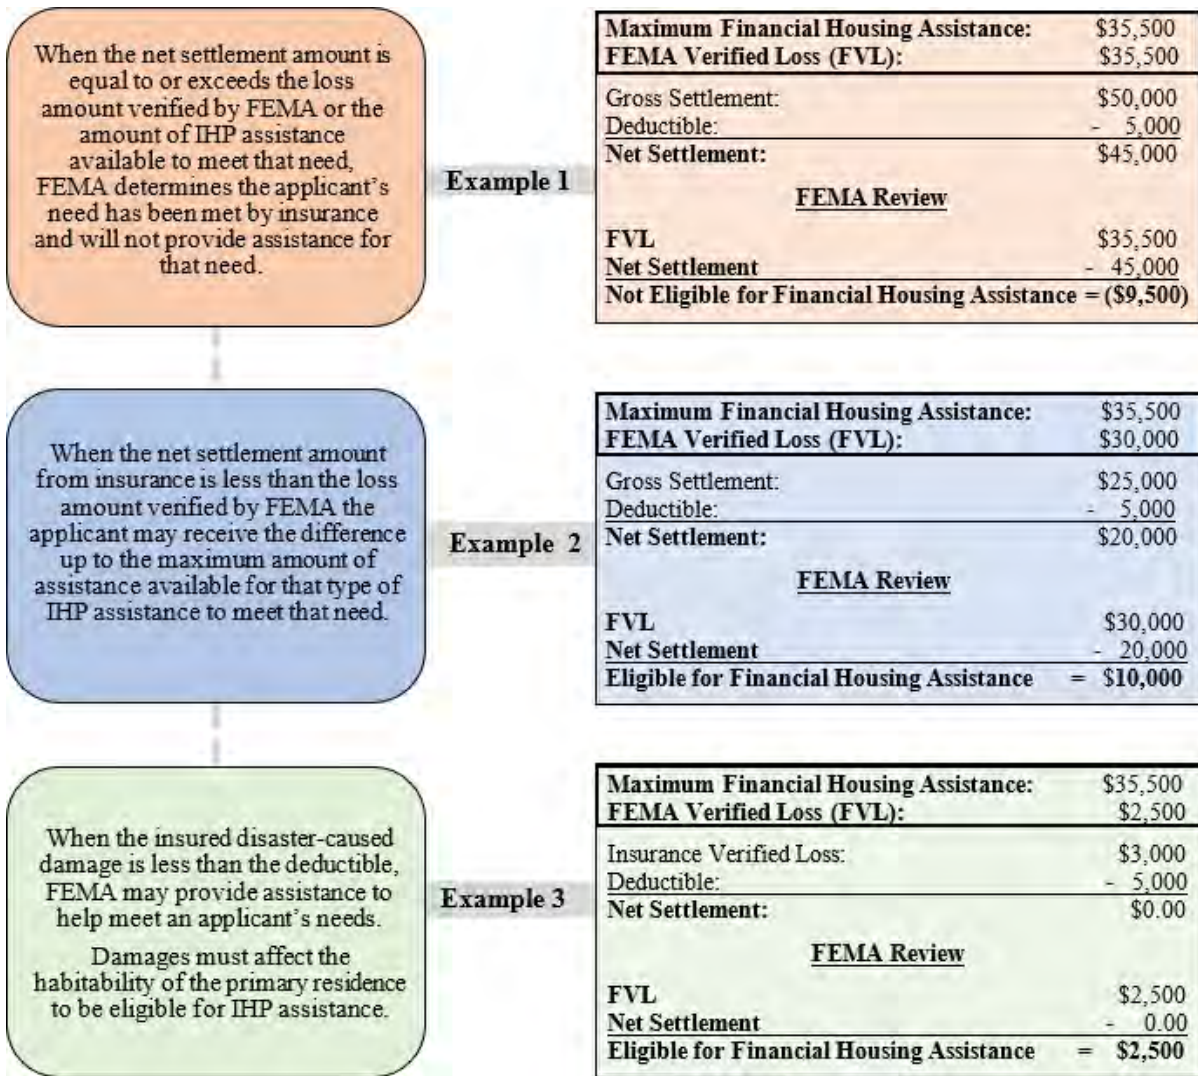 When the net settlement amount is
equal to or exceeds the loss
amount verified by FEMA or the
amount of IHP assistance
available to meet that need,
FEMA determines the applicant's
need has been met by insurance
and will not provide assistance for
that need.
Example 1
Maximum Financial Housing Assistance: $35,500
FEMA Verified Loss (FVL): $35,500
Gross Settlement: $50,000
Deductible: - 5,000
Net Settlement: $45,000
FEMA Review
FVL $35,500
Net Settlement - 45,000
Not Eligible for Financial Housing Assistance = ($9,500)
When the net settlement amount
from insurance is less than the loss
amount verified by FEMA the
applicant may receive the difference
up to the maximum amount of
assistance available for that type of
IHP assistance to meet that need.
Example 2
Maximum Financial Housing Assistance: $35,500
FEMA Verified Loss (FVL): $30,000
Gross Settlement: $25,000
Deductible: - 5,000
Net Settlement: $20,000
FEMA Review
FVL $30,000
Net Settlement - 20,000
Eligible for Financial Housing Assistance = $10,000
When the insured disaster-caused
damage is less than the deductible,
FEMA may provide assistance to
help meet an applicant's needs.
Damages must affect the
habitability of the primary residence
to be eligible for IHP assistance.
Example 3
Maximum Financial Housing Assistance: $35,500
FEMA Verified Loss (FVL): $2,500
Insurance Verified Loss: $3,000
Deductible: - 5,000
Net Settlement: $0.00
FEMA Review
FVL $2,500
Net Settlement - 0.00
Eligible for Financial Housing Assistance = $2,500